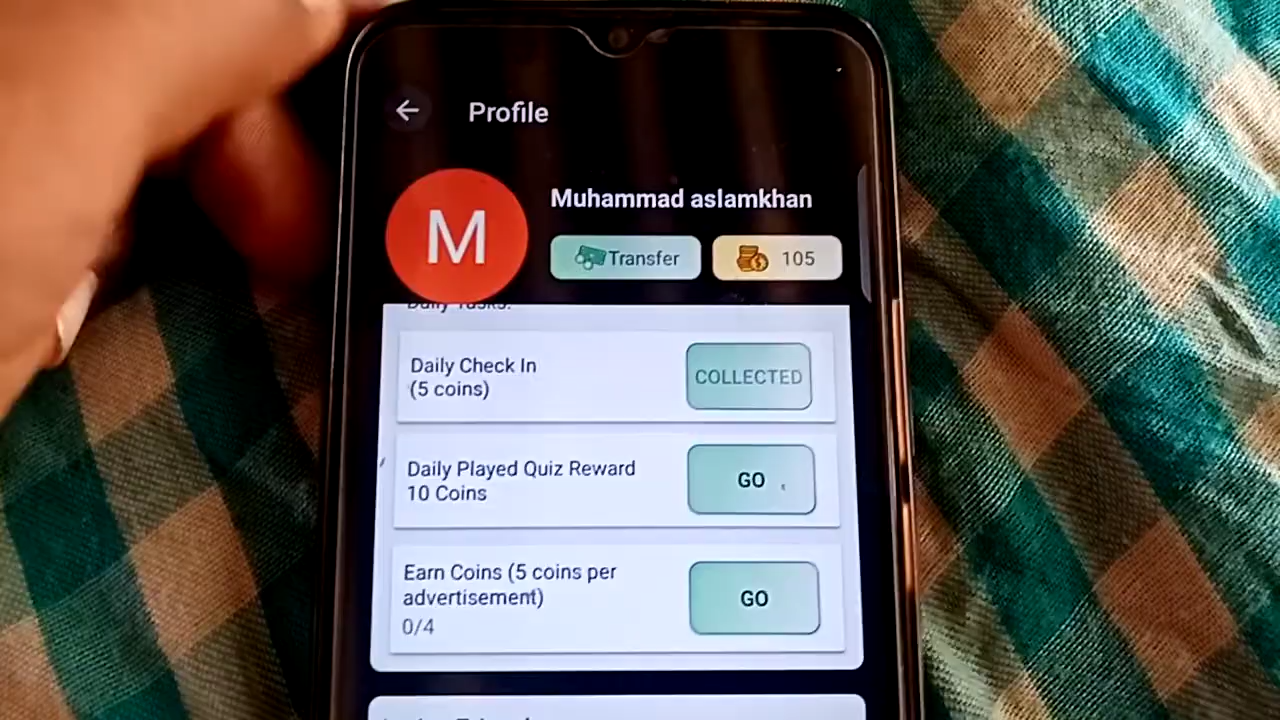 Profile
M
Muhammad aslamkhan
Transfer
105
Daily Tasks:
Daily Check In
(5 coins)
COLLECTED
Daily Played Quiz Reward
10 Coins
GO
Earn Coins (5 coins per
advertisement)
0/4
GO